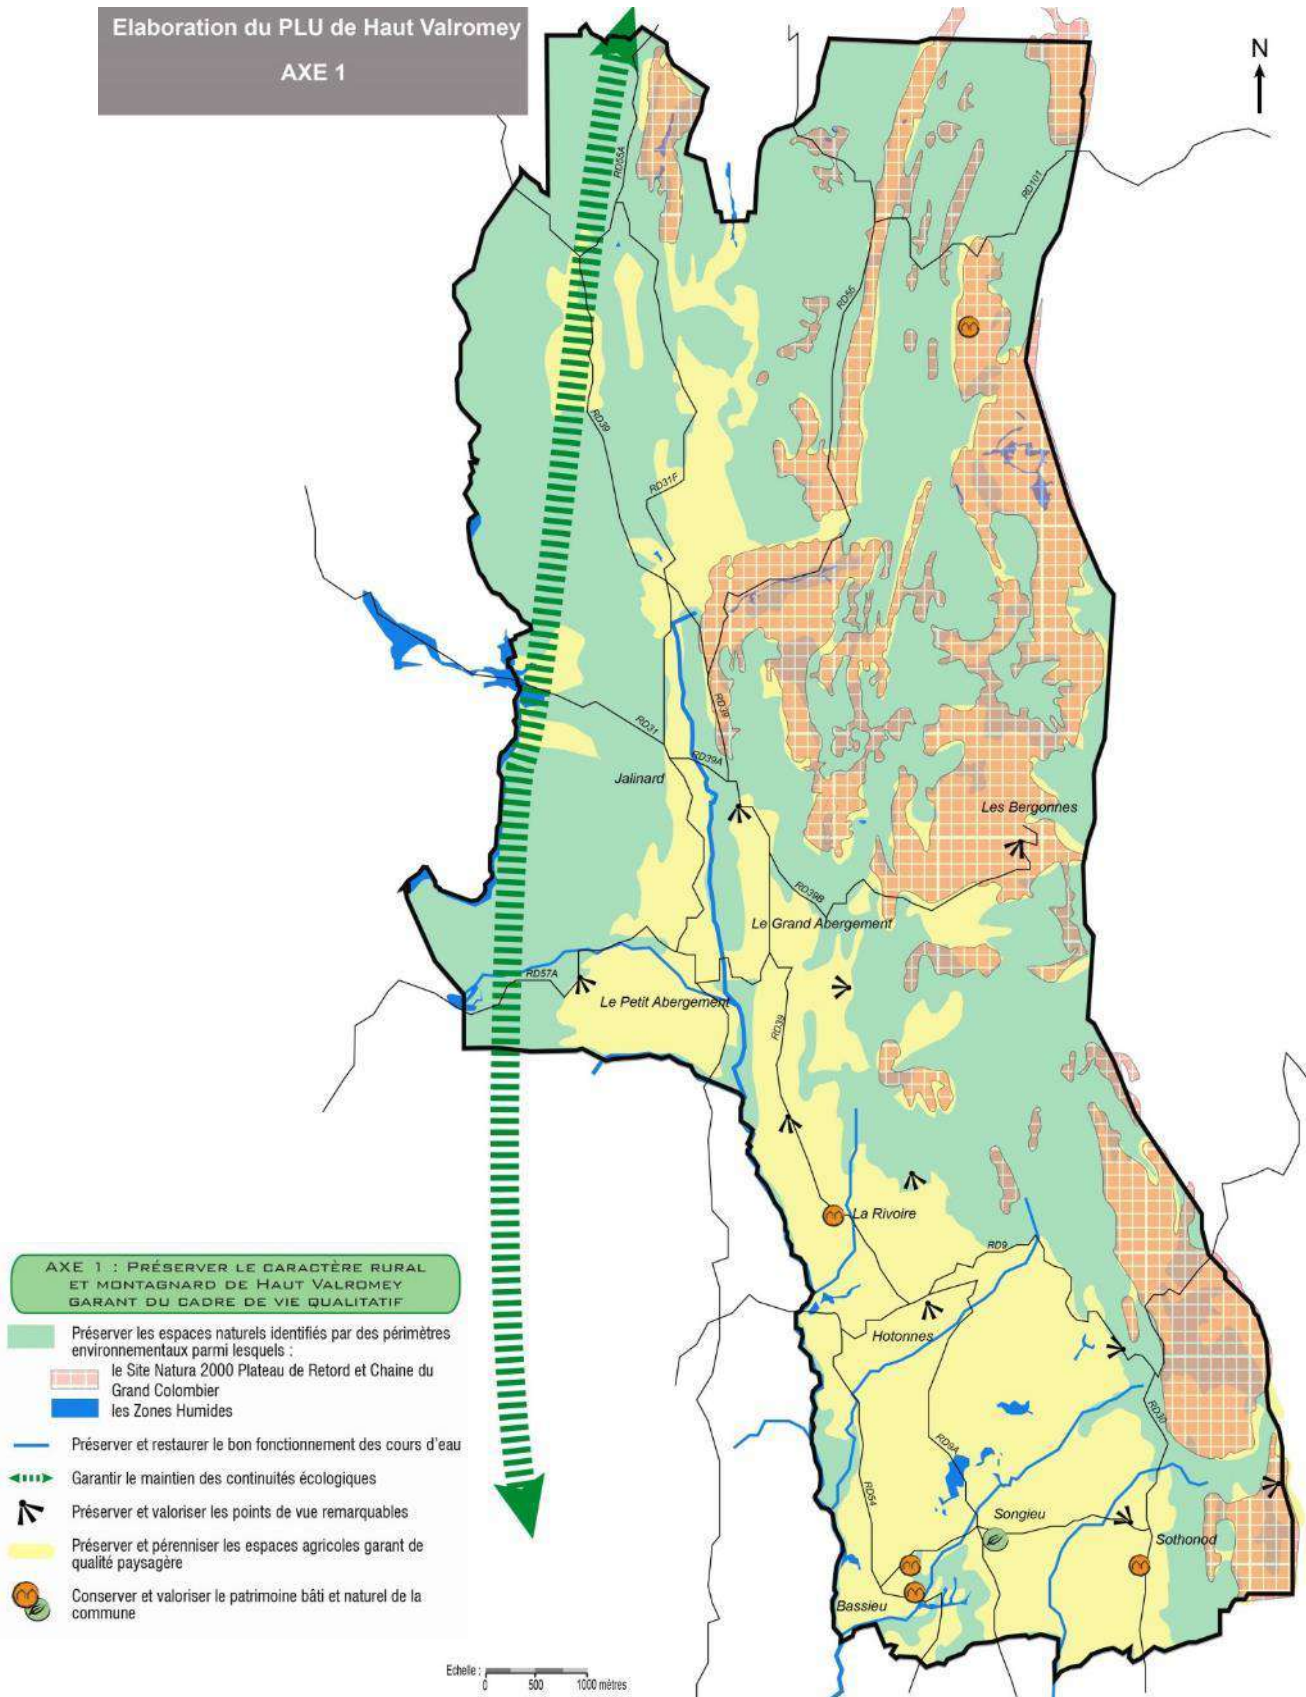 Elaboration du PLU de Haut Valromey
AXE 1
N
RD55A
RD101
RD55
RD39
RD31F
RD39
RD31
RD39A
Jalinard
Les Bergonnes
RD39B
Le Grand Abergement
RD57A
Le Petit Abergement
RD39
La Rivoire
RD9
Hotonnes
RD30
RD9A
RD54
Songieu
Sothonod
Bassieu
AXE 1 : PRÉSERVER LE CARACTÈRE RURAL
ET MONTAGNARD DE HAUT VALROMEY
GARANT DU CADRE DE VIE QUALITATIF
Préserver les espaces naturels identifiés par des périmètres
environnementaux parmi lesquels :
le Site Natura 2000 Plateau de Retord et Chaine du
Grand Colombier
les Zones Humides
Préserver et restaurer le bon fonctionnement des cours d'eau
Garantir le maintien des continuités écologiques
Préserver et valoriser les points de vue remarquables
Préserver et pérenniser les espaces agricoles garant de
qualité paysagère
Conserver et valoriser le patrimoine bâti et naturel de la
commune
Echelle :
0 500 1000 mètres